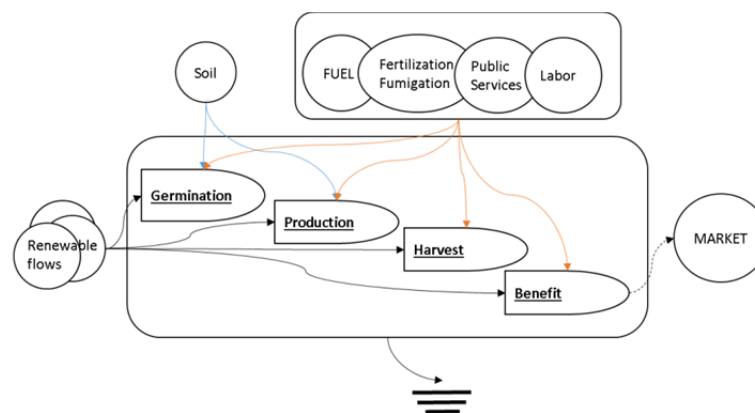 Soil
FUEL
Fertilization
Fumigation
Public
Services
Labor
Germination
Production
Renewable
flows
Harvest
MARKET
Benefit